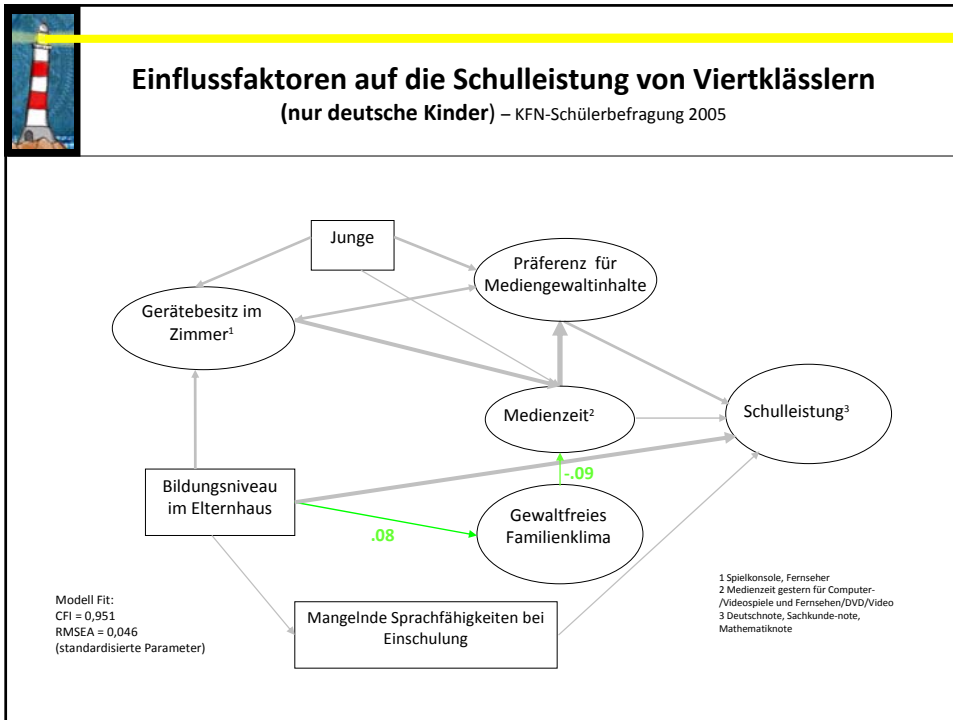 Einflussfaktoren auf die Schulleistung von Viertklässlern
(nur deutsche Kinder) – KFN-Schülerbefragung 2005
Junge
Präferenz für
Mediengewaltinhalte
Gerätebesitz im
Zimmer¹
Medienzeit²
Schulleistung³
-.09
Bildungsniveau
im Elternhaus
Gewaltfreies
Familienklima
.08
Mangelnde Sprachfähigkeiten bei
Einschulung
Modell Fit:
CFI = 0,951
RMSEA = 0,046
(standardisierte Parameter)
1 Spielkonsole, Fernseher
2 Medienzeit gestern für Computer-
/Videospiele und Fernsehen/DVD/Video
3 Deutschnote, Sachkunde-note,
Mathematiknote